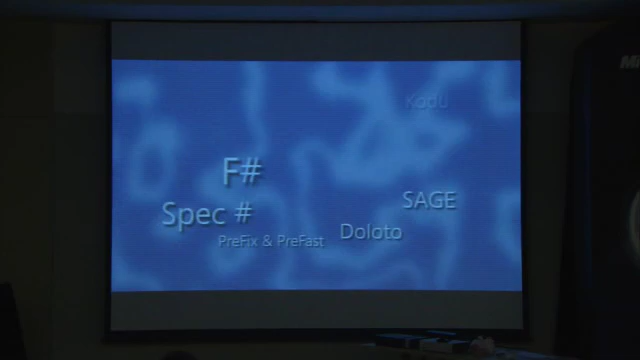 Kodu
F#
SAGE
Spec #
Doloto
PreFix & PreFast